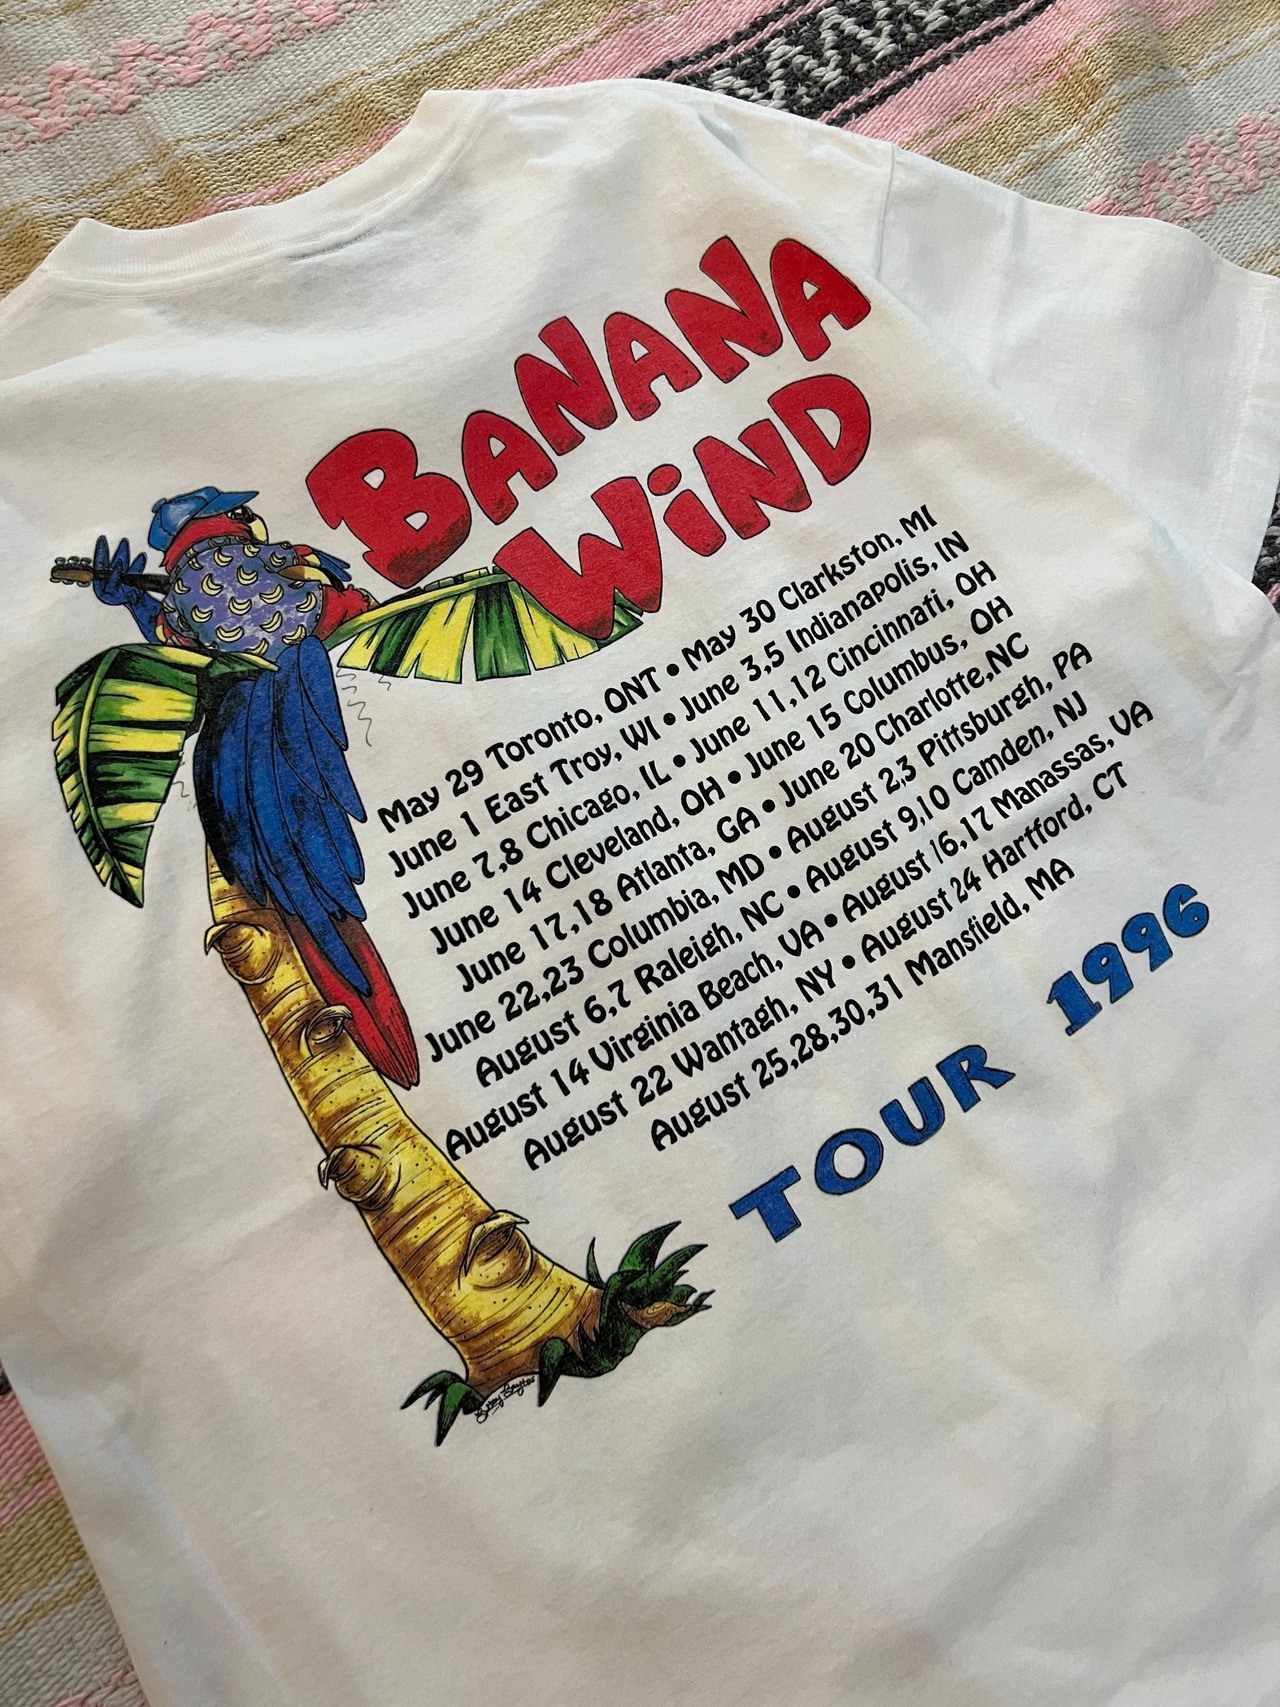 BANANA
WiND
May 29 Toronto, ONT • May 30 Clarkston, MI
June 1 East Troy, WI • June 3,5 Indianapolis, IN
June 7,8 Chicago, IL • June 11,12 Cincinnati, OH
June 14 Cleveland, OH • June 15 Columbus, OH
June 17,18 Atlanta, GA • June 20 Charlotte,NC
June 22,23 Columbia, MD • August 2,3 Pittsburgh, PA
August 6,7 Raleigh, NC • August 9,10 Camden, NJ
August 14 Virginia Beach, VA • August 16,17 Manassas, VA
August 22 Wantagh, NY • August 24 Hartford, CT
August 25,28,30,31 Mansfield, MA
TOUR 1996